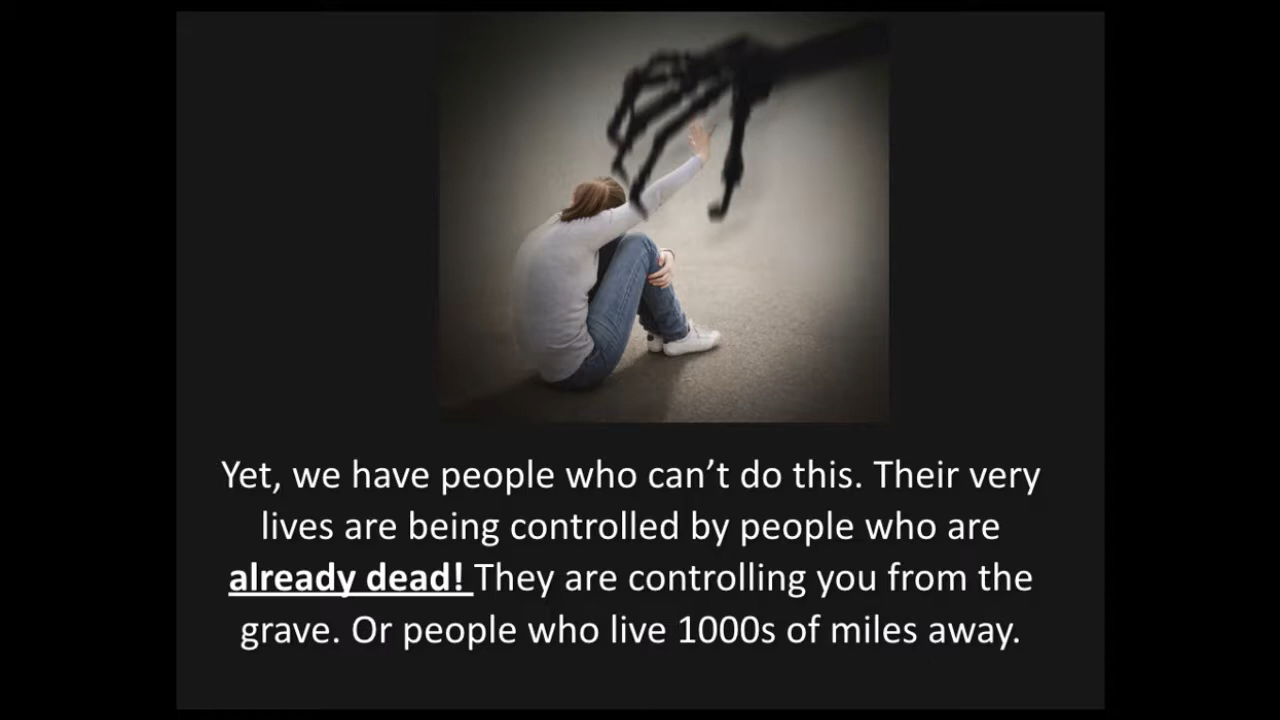 Yet, we have people who can’t do this. Their very
lives are being controlled by people who are
already dead! They are controlling you from the
grave. Or people who live 1000s of miles away.